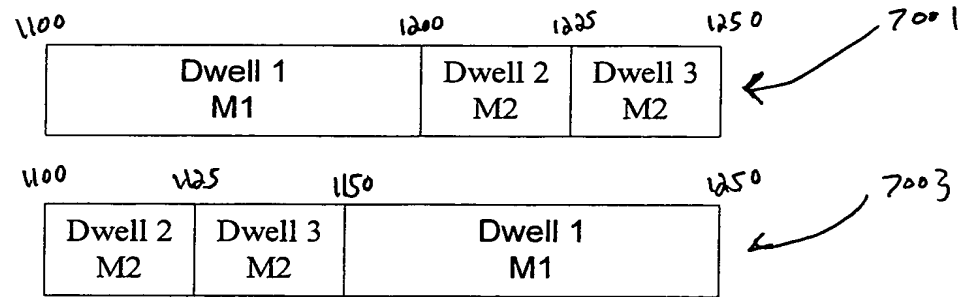 1100 1200 1225 1250 7001
Dwell 1 Dwell 2 Dwell 3
M1 M2 M2
1100 1125 1150 1250 7003
Dwell 2 Dwell 3 Dwell 1
M2 M2 M1